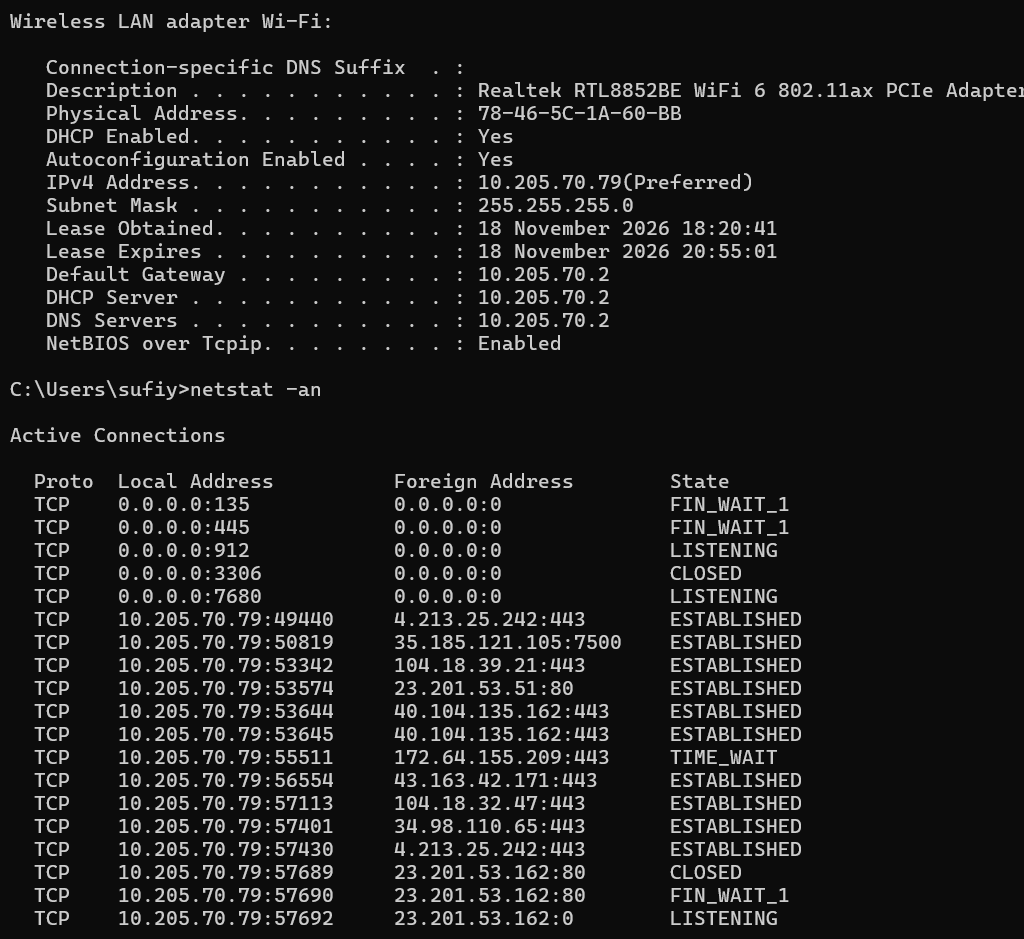 Wireless LAN adapter Wi-Fi:
Connection-specific DNS Suffix  . :
Description . . . . . . . . . . . : Realtek RTL8852BE WiFi 6 802.11ax PCIe Adapter
Physical Address. . . . . . . . . : 78-46-5C-1A-60-BB
DHCP Enabled. . . . . . . . . . . : Yes
Autoconfiguration Enabled . . . . : Yes
IPv4 Address. . . . . . . . . . . : 10.205.70.79(Preferred)
Subnet Mask . . . . . . . . . . . : 255.255.255.0
Lease Obtained. . . . . . . . . . : 18 November 2026 18:20:41
Lease Expires . . . . . . . . . . : 18 November 2026 20:55:01
Default Gateway . . . . . . . . . : 10.205.70.2
DHCP Server . . . . . . . . . . . : 10.205.70.2
DNS Servers . . . . . . . . . . . : 10.205.70.2
NetBIOS over Tcpip. . . . . . . . : Enabled
C:\Users\sufiy>netstat -an
Active Connections
Proto  Local Address          Foreign Address        State
TCP    0.0.0.0:135            0.0.0.0:0              FIN_WAIT_1
TCP    0.0.0.0:445            0.0.0.0:0              FIN_WAIT_1
TCP    0.0.0.0:912            0.0.0.0:0              LISTENING
TCP    0.0.0.0:3306           0.0.0.0:0              CLOSED
TCP    0.0.0.0:7680           0.0.0.0:0              LISTENING
TCP    10.205.70.79:49440     4.213.25.242:443       ESTABLISHED
TCP    10.205.70.79:50819     35.185.121.105:7500    ESTABLISHED
TCP    10.205.70.79:53342     104.18.39.21:443       ESTABLISHED
TCP    10.205.70.79:53574     23.201.53.51:80        ESTABLISHED
TCP    10.205.70.79:53644     40.104.135.162:443     ESTABLISHED
TCP    10.205.70.79:53645     40.104.135.162:443     ESTABLISHED
TCP    10.205.70.79:55511     172.64.155.209:443     TIME_WAIT
TCP    10.205.70.79:56554     43.163.42.171:443      ESTABLISHED
TCP    10.205.70.79:57113     104.18.32.47:443       ESTABLISHED
TCP    10.205.70.79:57401     34.98.110.65:443       ESTABLISHED
TCP    10.205.70.79:57430     4.213.25.242:443       ESTABLISHED
TCP    10.205.70.79:57689     23.201.53.162:80       CLOSED
TCP    10.205.70.79:57690     23.201.53.162:80       FIN_WAIT_1
TCP    10.205.70.79:57692     23.201.53.162:0        LISTENING